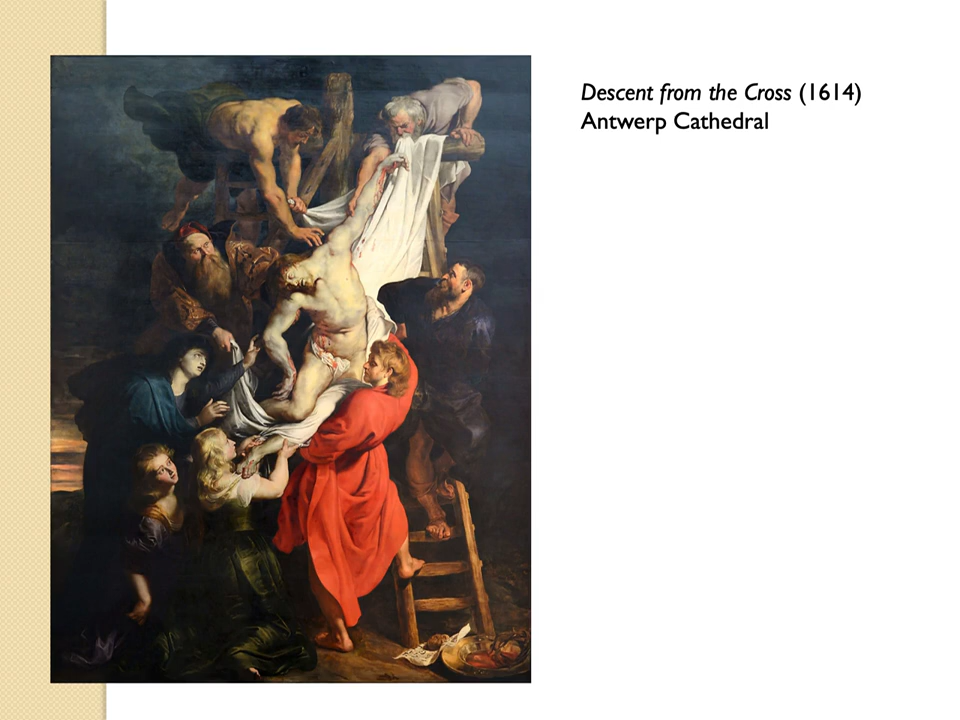 Descent from the Cross (1614)
Antwerp Cathedral